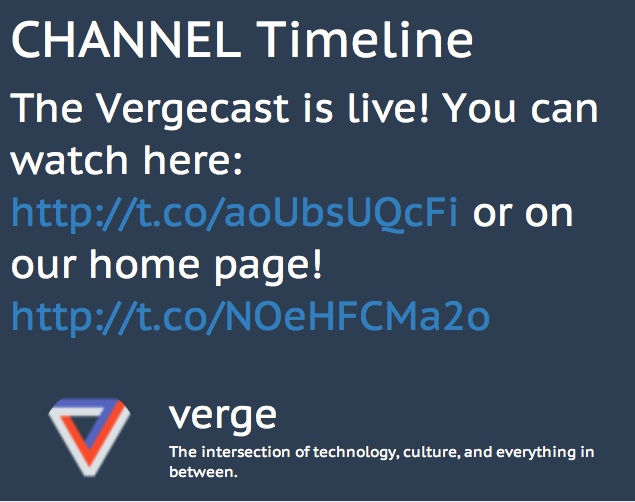 CHANNEL Timeline
The Vergecast is live! You can
watch here:
http://t.co/aoUbsUQcFi or on
our home page!
http://t.co/NOeHFCMa2o
verge
The intersection of technology, culture, and everything in
between.